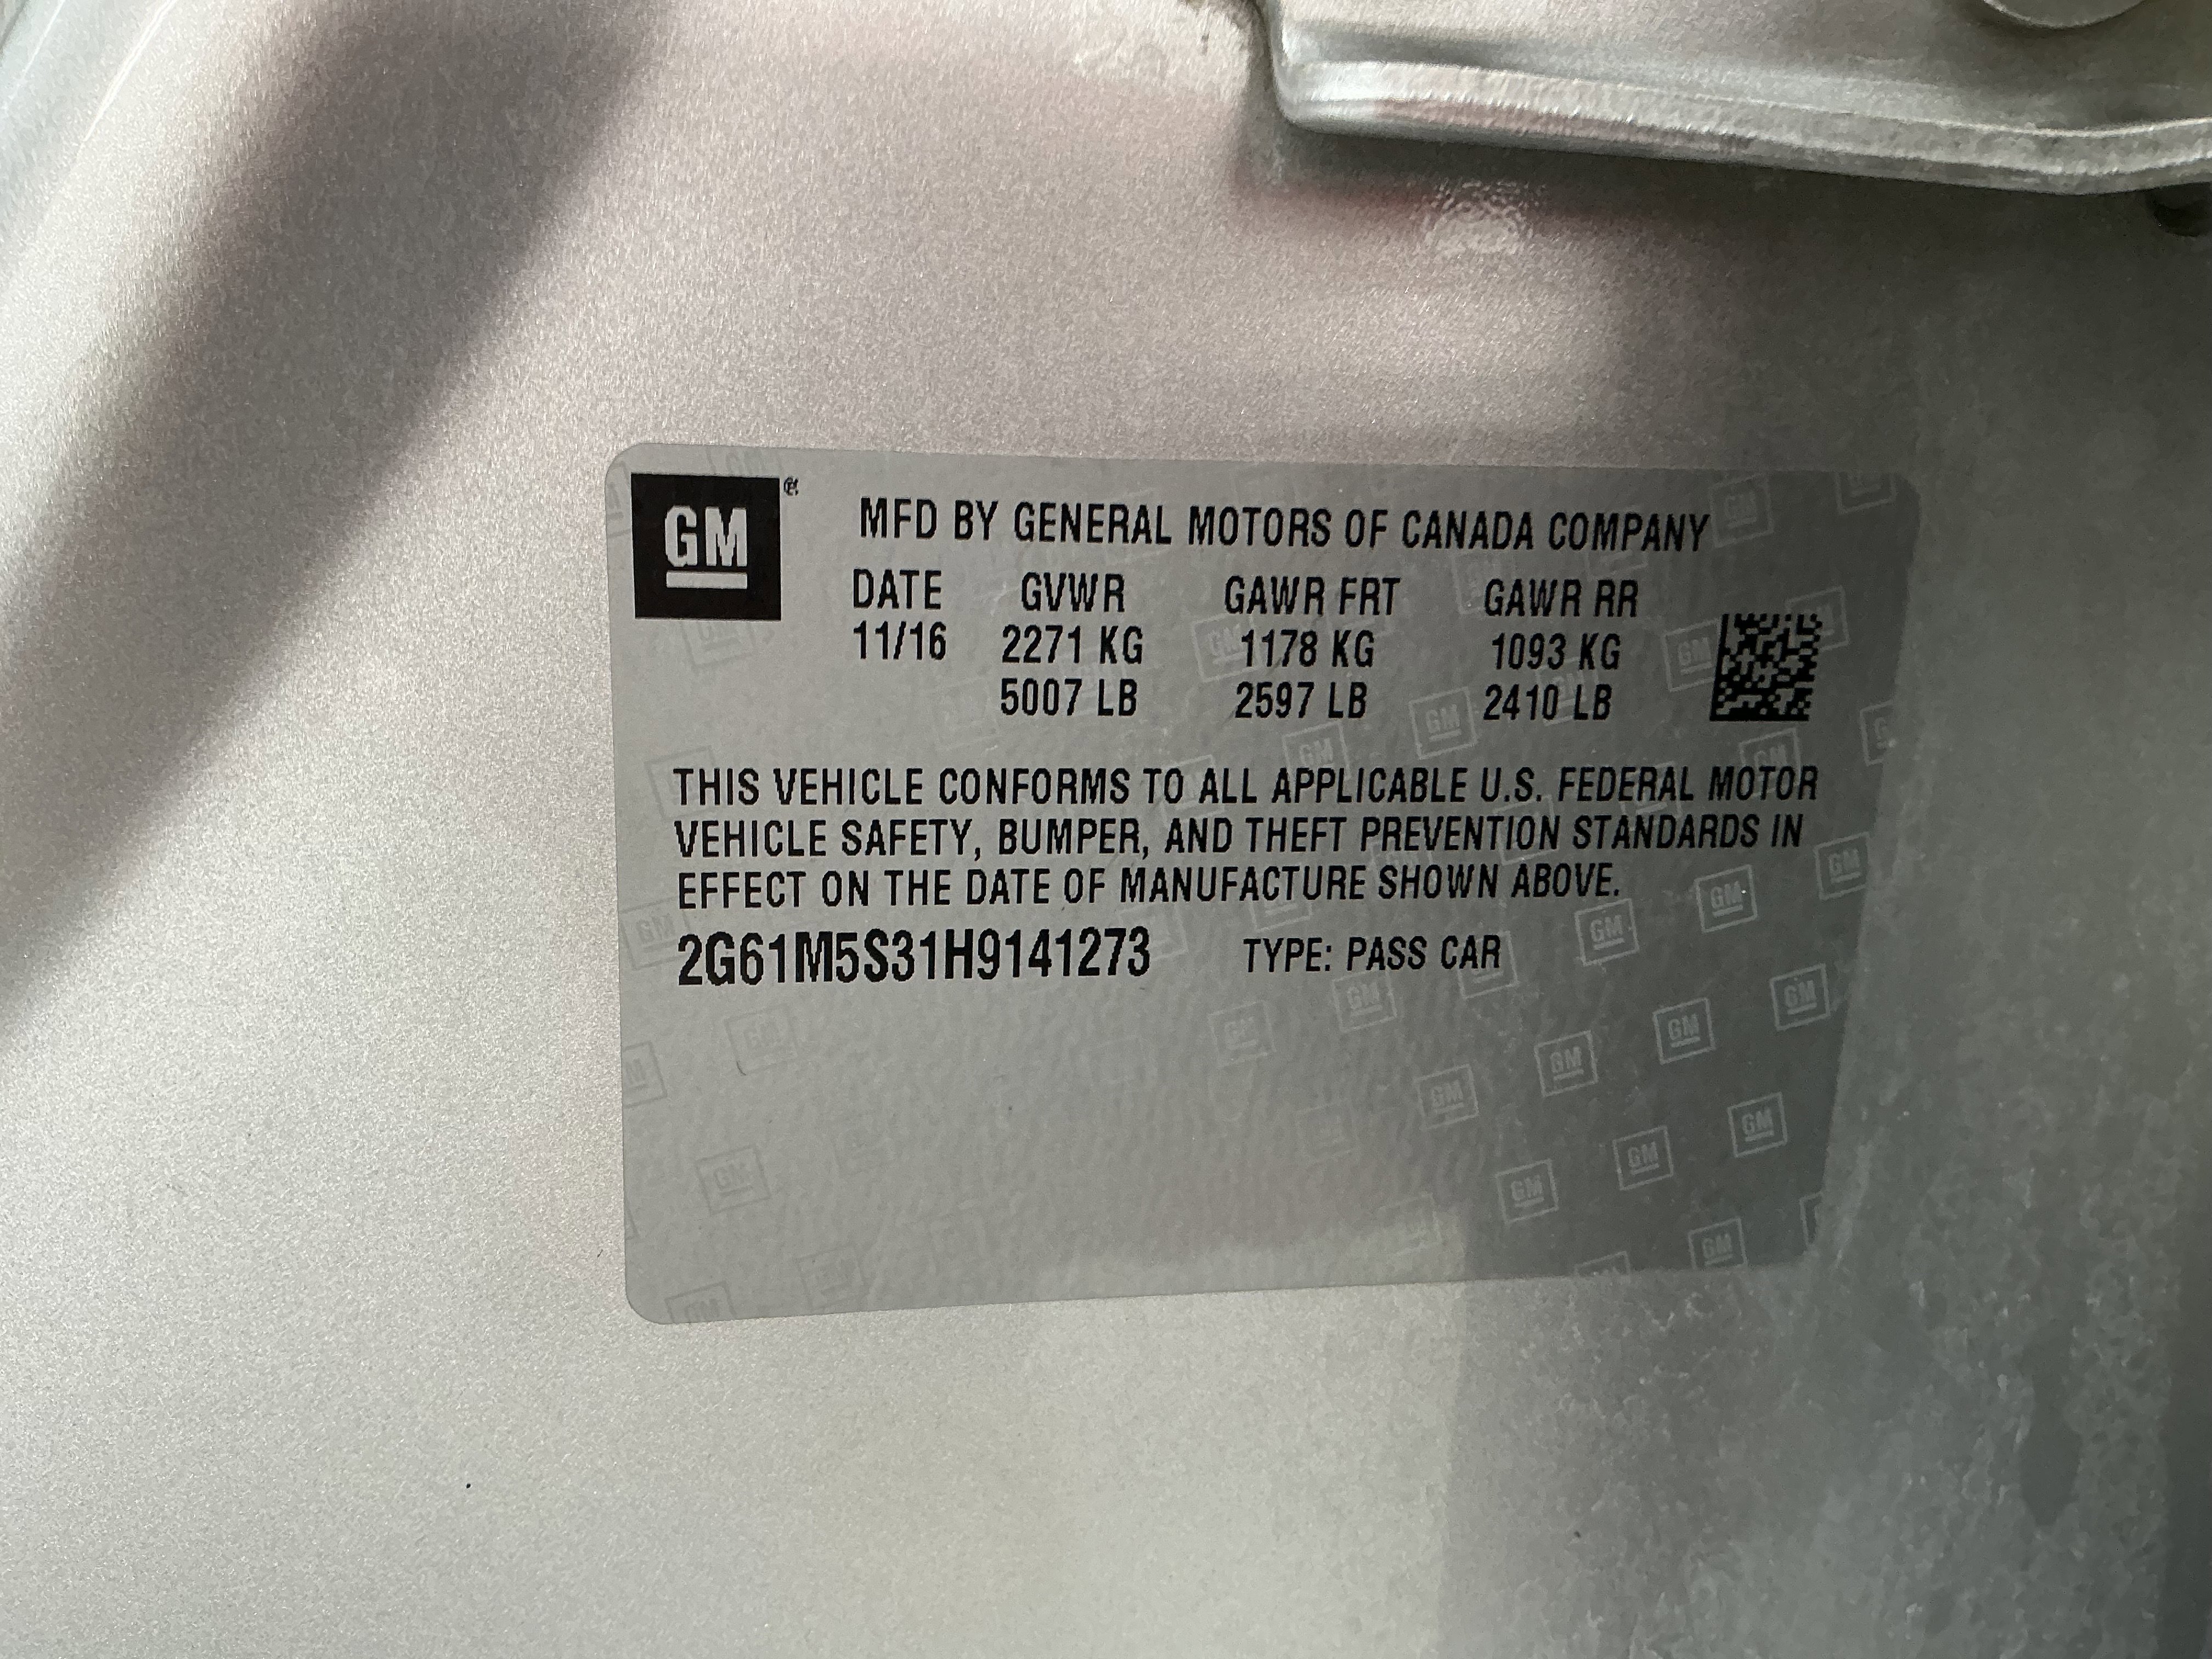 GM
MFD BY GENERAL MOTORS OF CANADA COMPANY
DATE GVWR GAWR FRT GAWR RR
11/16 2271 KG 1178 KG 1093 KG
5007 LB 2597 LB 2410 LB
THIS VEHICLE CONFORMS TO ALL APPLICABLE U.S. FEDERAL MOTOR
VEHICLE SAFETY, BUMPER, AND THEFT PREVENTION STANDARDS IN
EFFECT ON THE DATE OF MANUFACTURE SHOWN ABOVE.
2G61M5S31H9141273 TYPE: PASS CAR